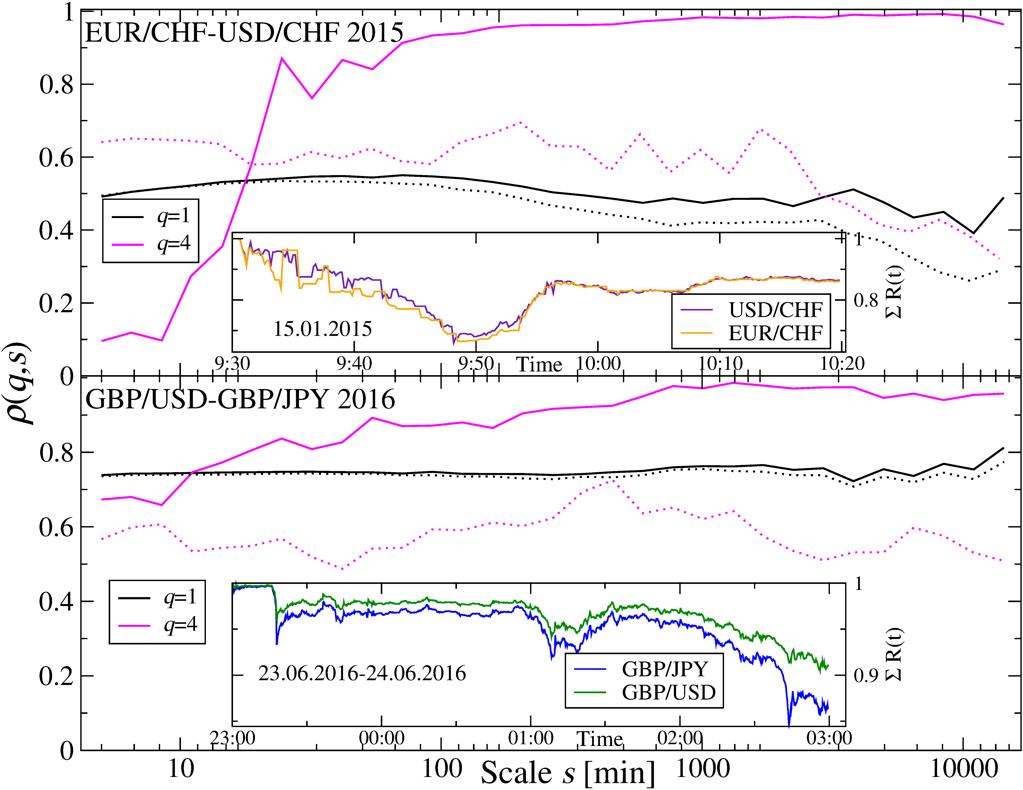 EUR/CHF-USD/CHF 2015
1
0.8
0.6
0.4
0.2
0
q=1
q=4
15.01.2015
USD/CHF
EUR/CHF
1
0.8
Σ R(t)
9:30
9:40
9:50
Time
10:00
10:10
10:20
ρ(q,s)
GBP/USD-GBP/JPY 2016
0.8
0.6
0.4
0.2
0
q=1
q=4
23.06.2016-24.06.2016
GBP/JPY
GBP/USD
1
0.9
Σ R(t)
23:00
00:00
01:00
Time
02:00
03:00
10
100
1000
10000
Scale s [min]